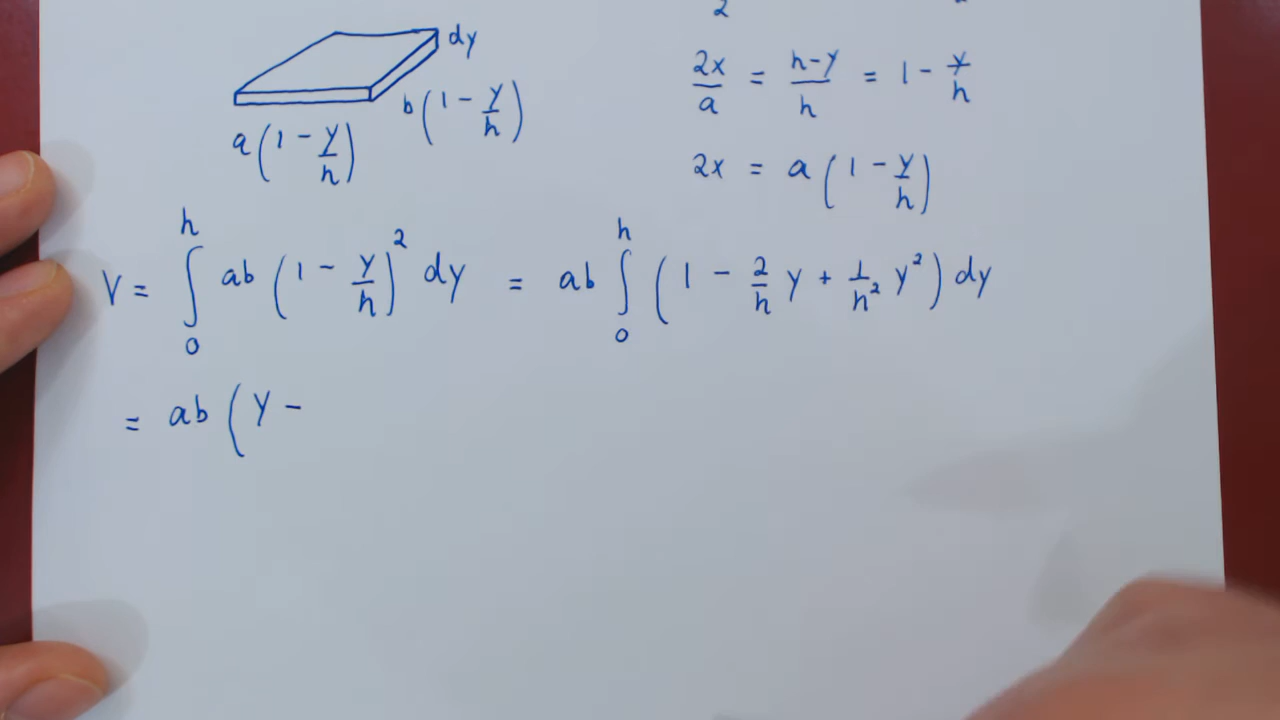 2
dy
b(1 - y/h)
a(1 - y/h)
2x/a = h-y/h = 1 - y/h
2x = a(1 - y/h)
V = ∫₀ʰ ab(1 - y/h)² dy = ab ∫₀ʰ (1 - 2/h y + 1/h² y²) dy
= ab(y -